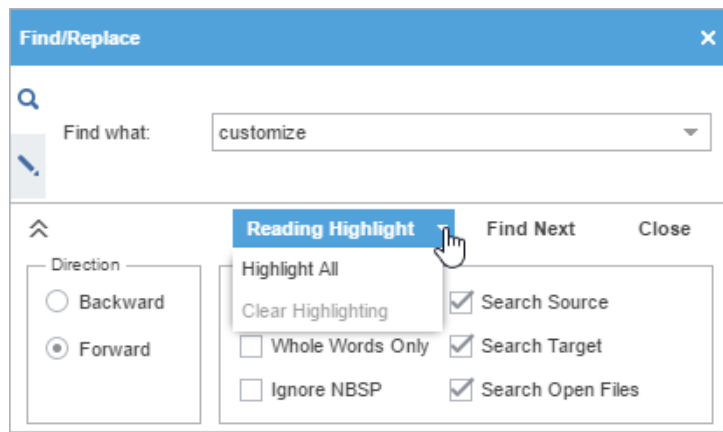 Find/Replace
Find what: customize
Reading Highlight Find Next Close
Highlight All
Clear Highlighting
Direction
Backward
Forward
Search Source
Whole Words Only Search Target
Ignore NBSP Search Open Files